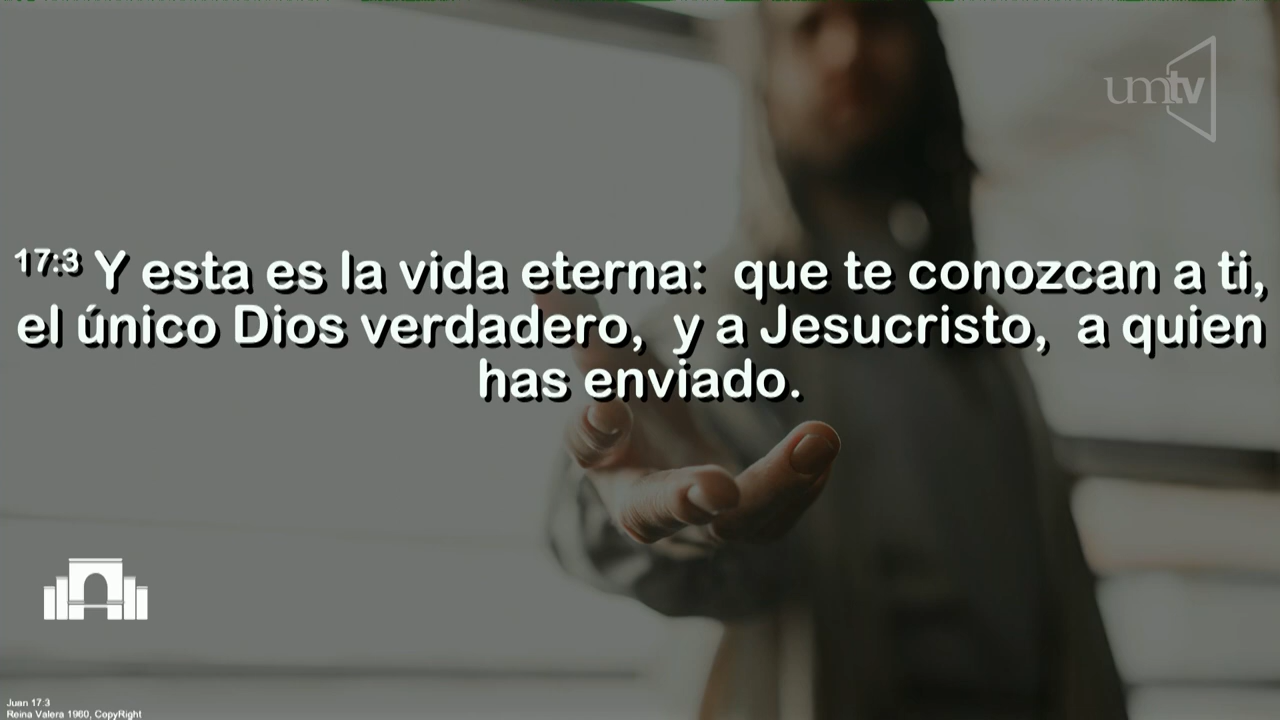 umtv
17:3 Y esta es la vida eterna: que te conozcan a ti,
el único Dios verdadero, y a Jesucristo, a quien
has enviado.
Juan 17:3
Reina Valera 1960, CopyRight